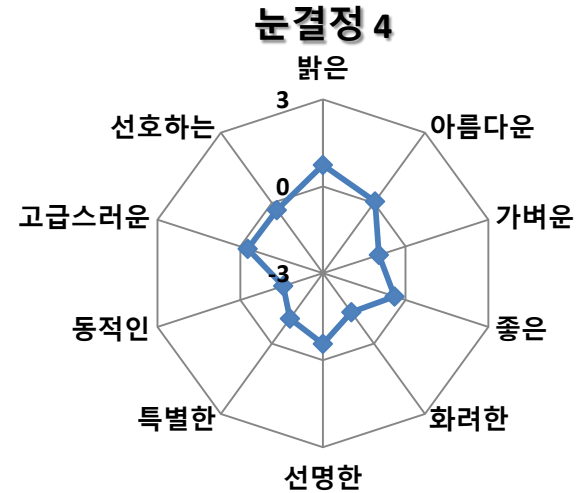 눈결정 4
밝은
3
선호하는
아름다운
0
고급스러운
가벼운
-3
동적인
좋은
특별한
화려한
선명한